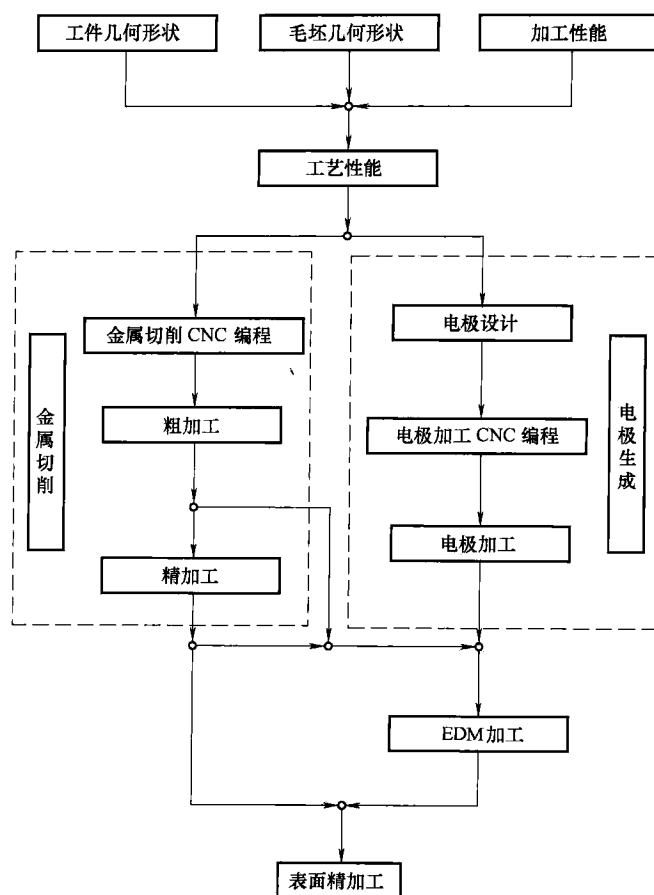 工件几何形状
毛坯几何形状
加工性能
工艺性能
金属切削 CNC 编程
电极设计
金属切削
粗加工
电极加工 CNC 编程
电极生成
精加工
电极加工
EDM加工
表面精加工